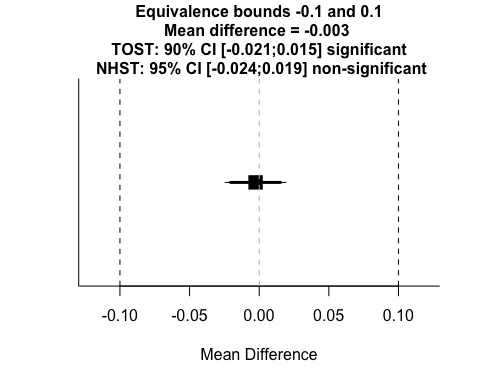 Equivalence bounds -0.1 and 0.1
Mean difference = -0.003
TOST: 90% CI [-0.021;0.015] significant
NHST: 95% CI [-0.024;0.019] non-significant
-0.10 -0.05 0.00 0.05 0.10
Mean Difference